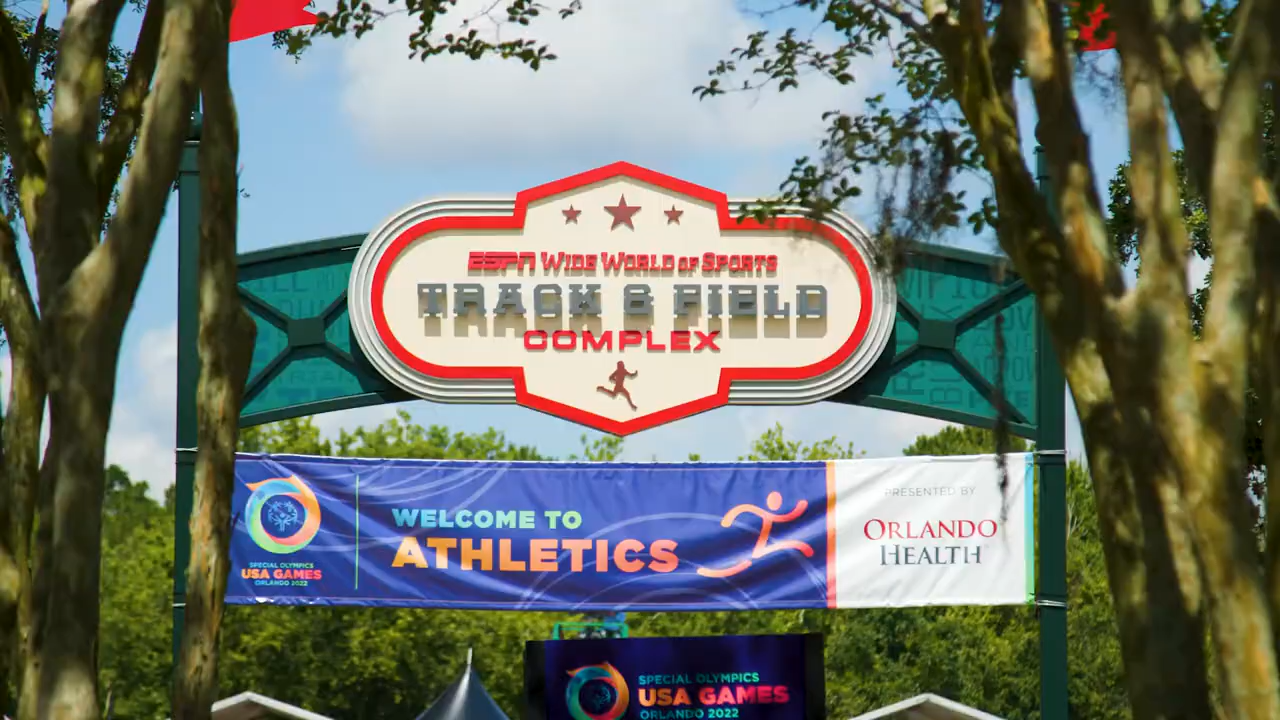 ESPN WIDE WORLD OF SPORTS
TRACK & FIELD
COMPLEX
SPECIAL OLYMPICS
USA GAMES
ORLANDO 2022
WELCOME TO
ATHLETICS
PRESENTED BY
ORLANDO
HEALTH
SPECIAL OLYMPICS
USA GAMES
ORLANDO 2022